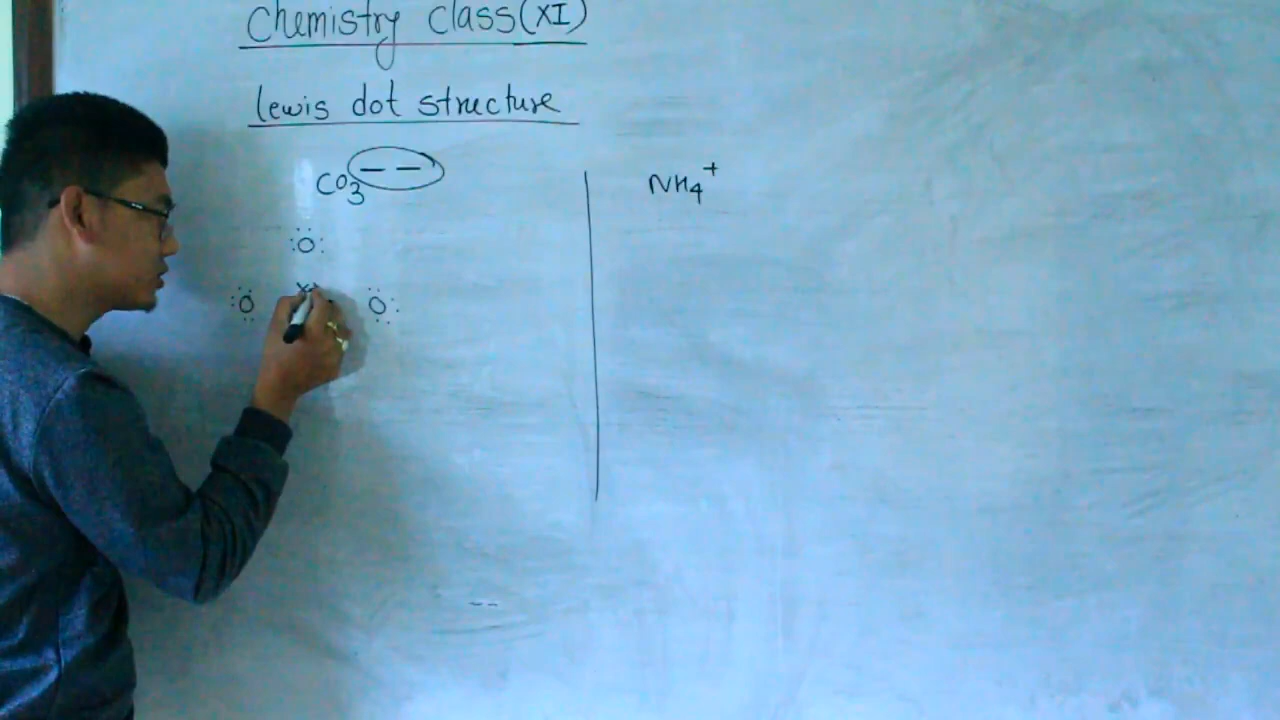 Chemistry class(XI)
lewis dot structure
CO3-- NH4+
:O:
:O O: